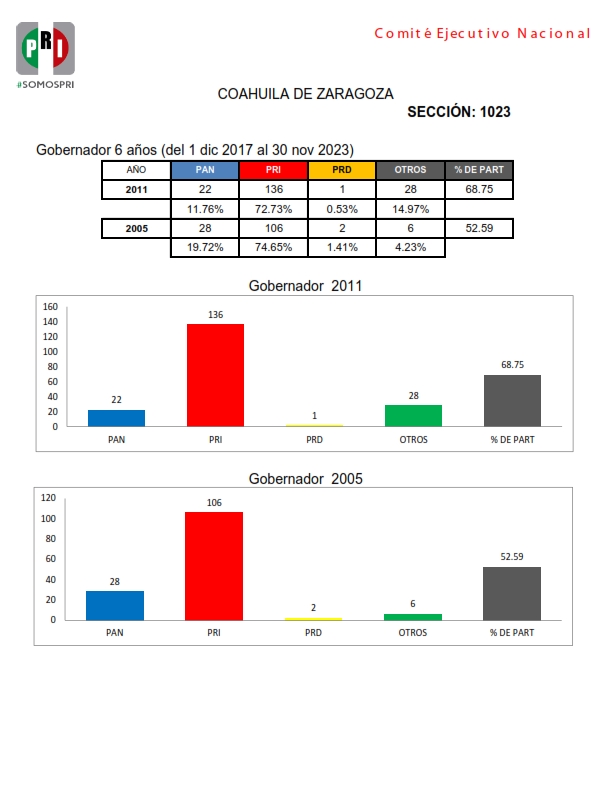 PRI
#SOMOSPRI
Comité Ejecutivo Nacional
COAHUILA DE ZARAGOZA
SECCIÓN: 1023
Gobernador 6 años (del 1 dic 2017 al 30 nov 2023)
AÑO PAN PRI PRD OTROS % DE PART
2011 22 136 1 28 68.75
11.76% 72.73% 0.53% 14.97%
2005 28 106 2 6 52.59
19.72% 74.65% 1.41% 4.23%
Gobernador 2011
160
140
120
100
80
60
40
20
0
22 136 1 28 68.75
PAN PRI PRD OTROS % DE PART
Gobernador 2005
120
100
80
60
40
20
0
28 106 2 6 52.59
PAN PRI PRD OTROS % DE PART